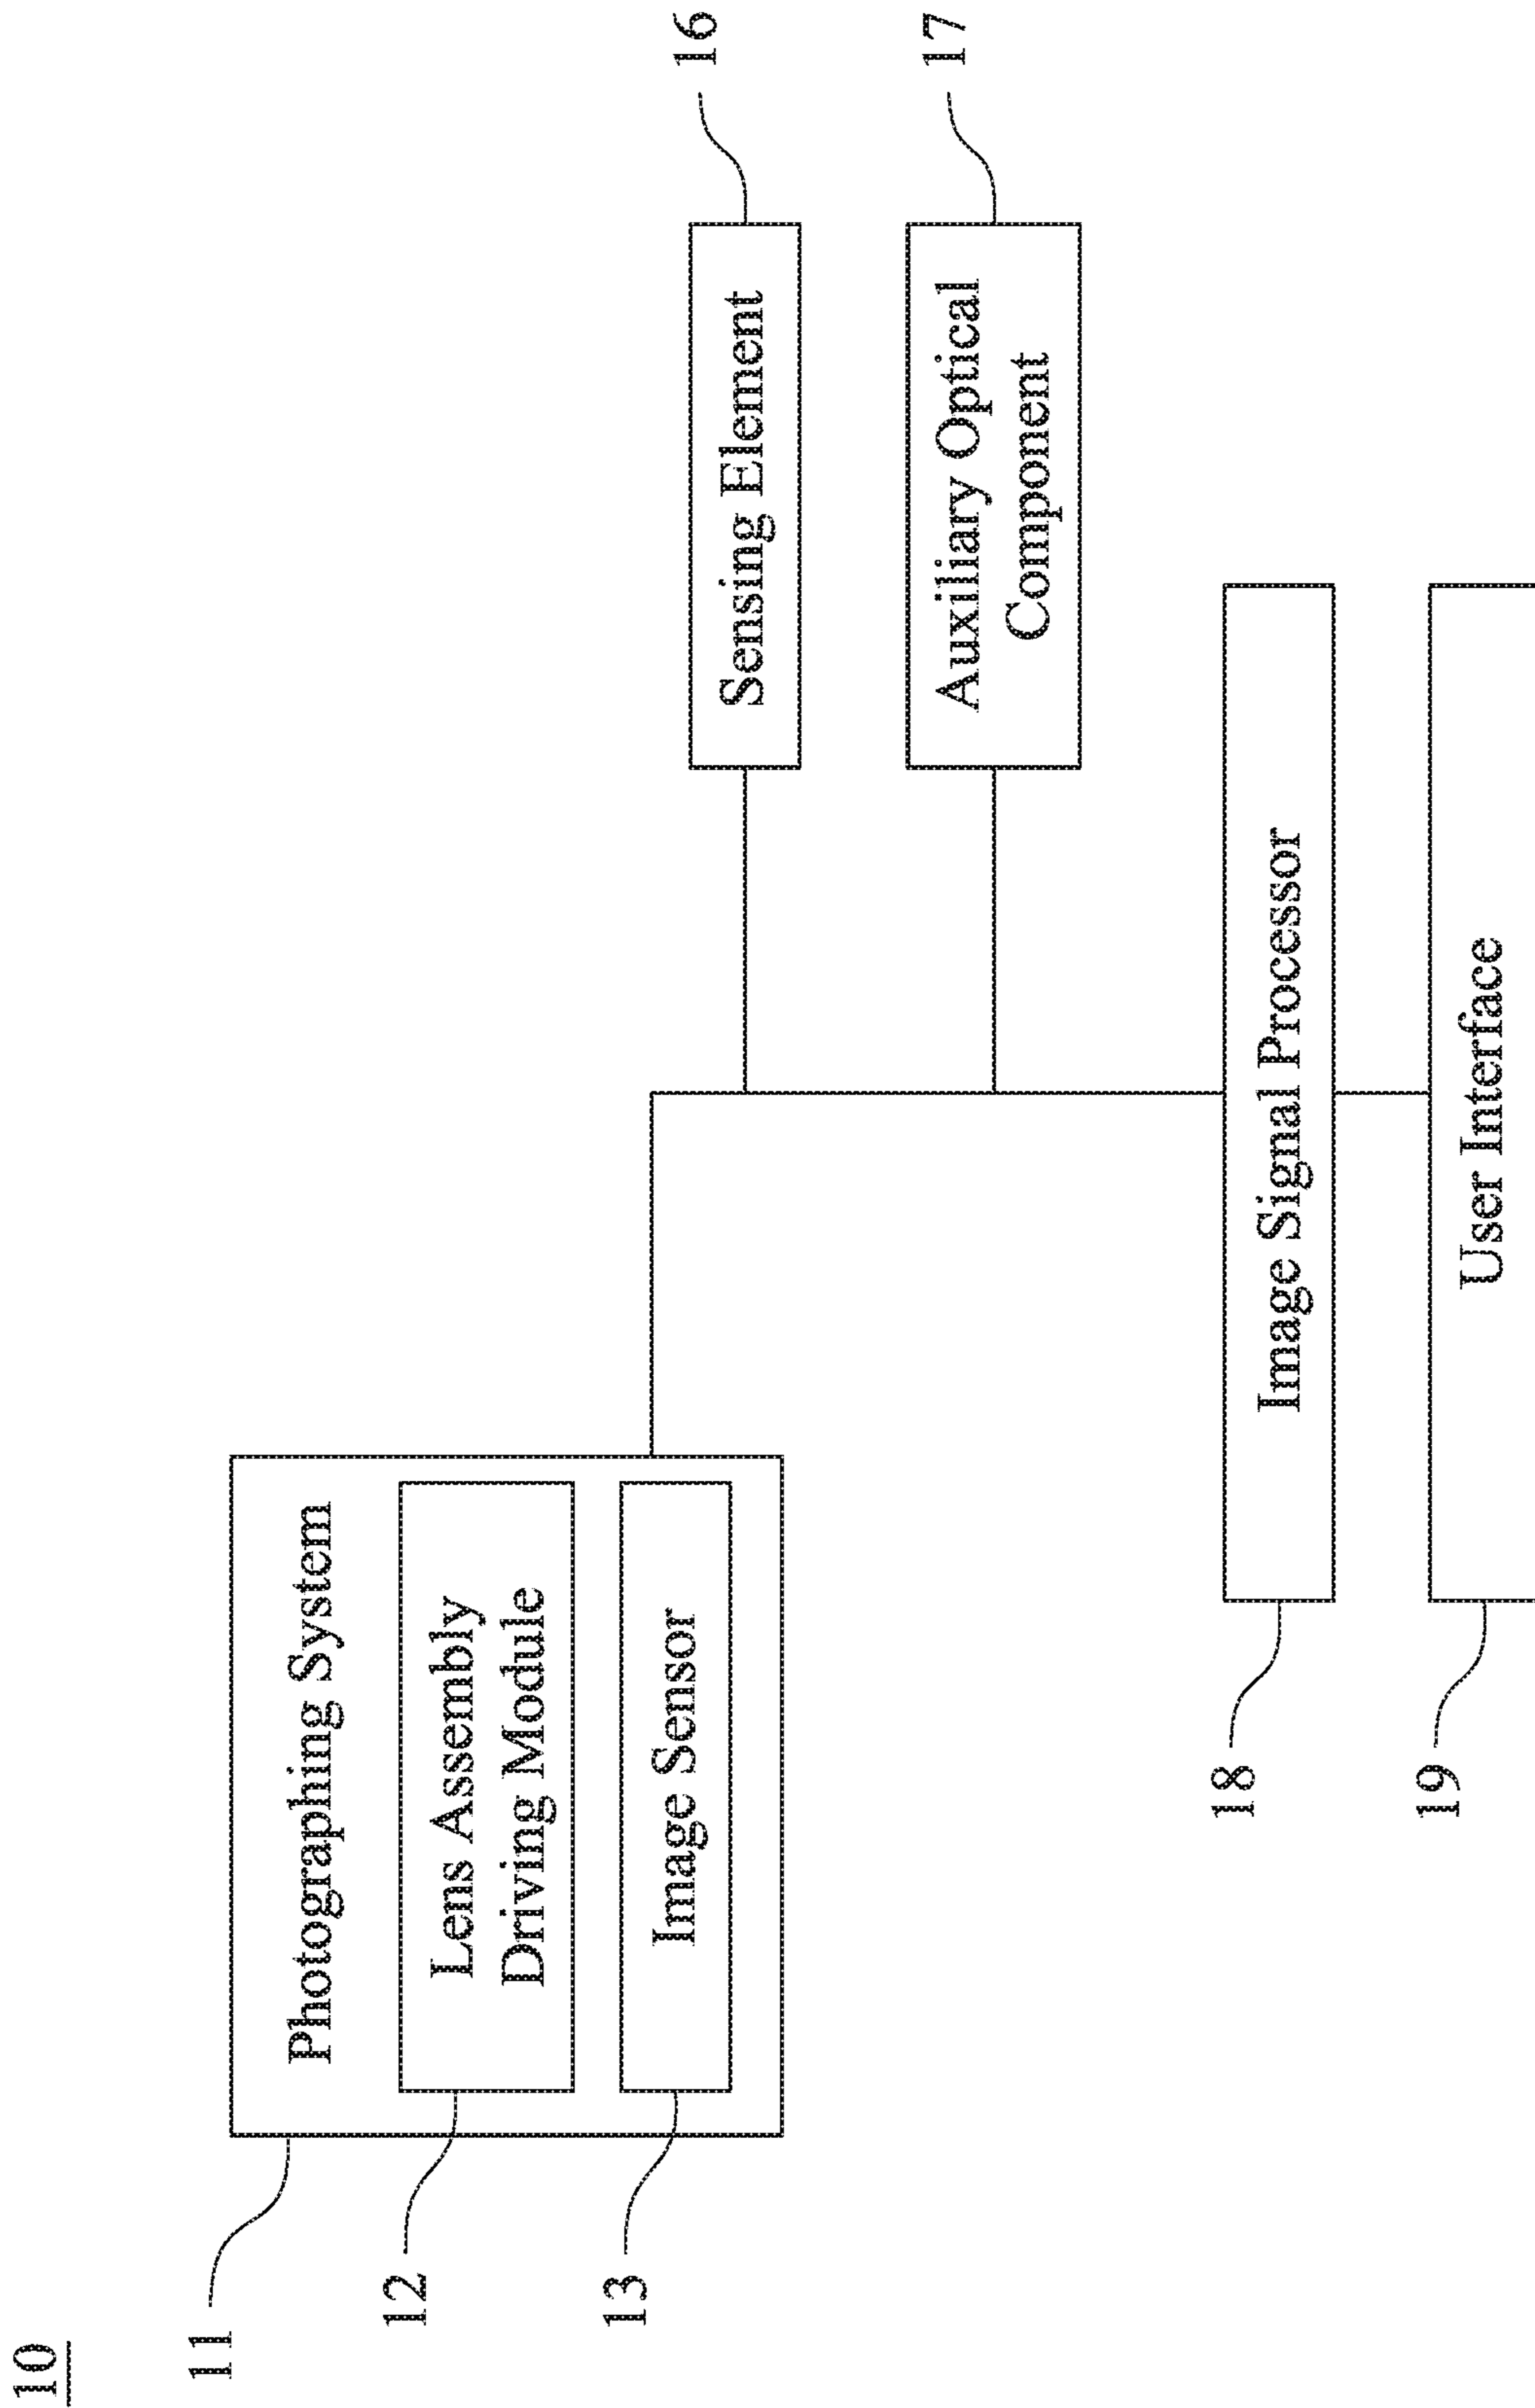 10
11
Photographing System
12
Lens Assembly
Driving Module
13
Image Sensor
Sensing Element
16
Auxiliary Optical
Component
17
18
Image Signal Processor
19
User Interface